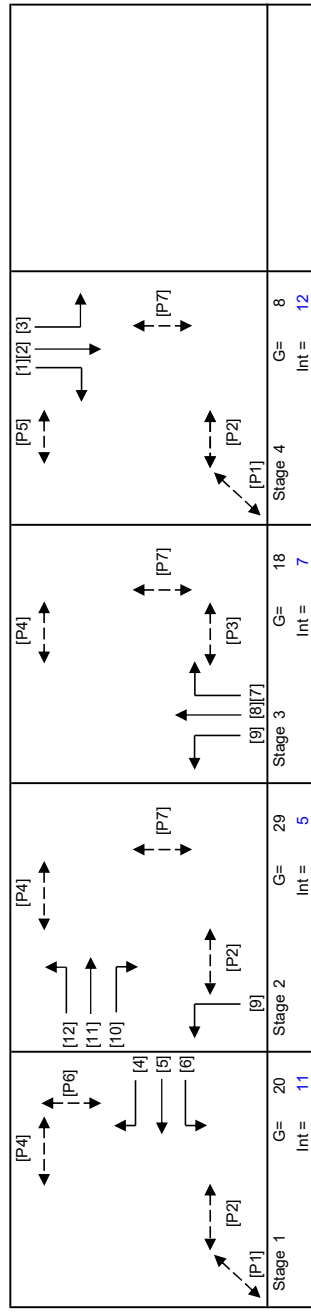 [P4]
[P6]
[4]
[5]
[6]
[P2]
[P1]
Stage 1 G= 20
Int = 11
[P4]
[12]
[11]
[10]
[P7]
[P2]
[9]
Stage 2 G= 29
Int = 5
[P4]
[P7]
[P3]
[9] [8][7]
Stage 3 G= 18
Int = 7
[P5]
[1][2] [3]
[P7]
[P2]
[P1]
Stage 4 G= 8
Int = 12